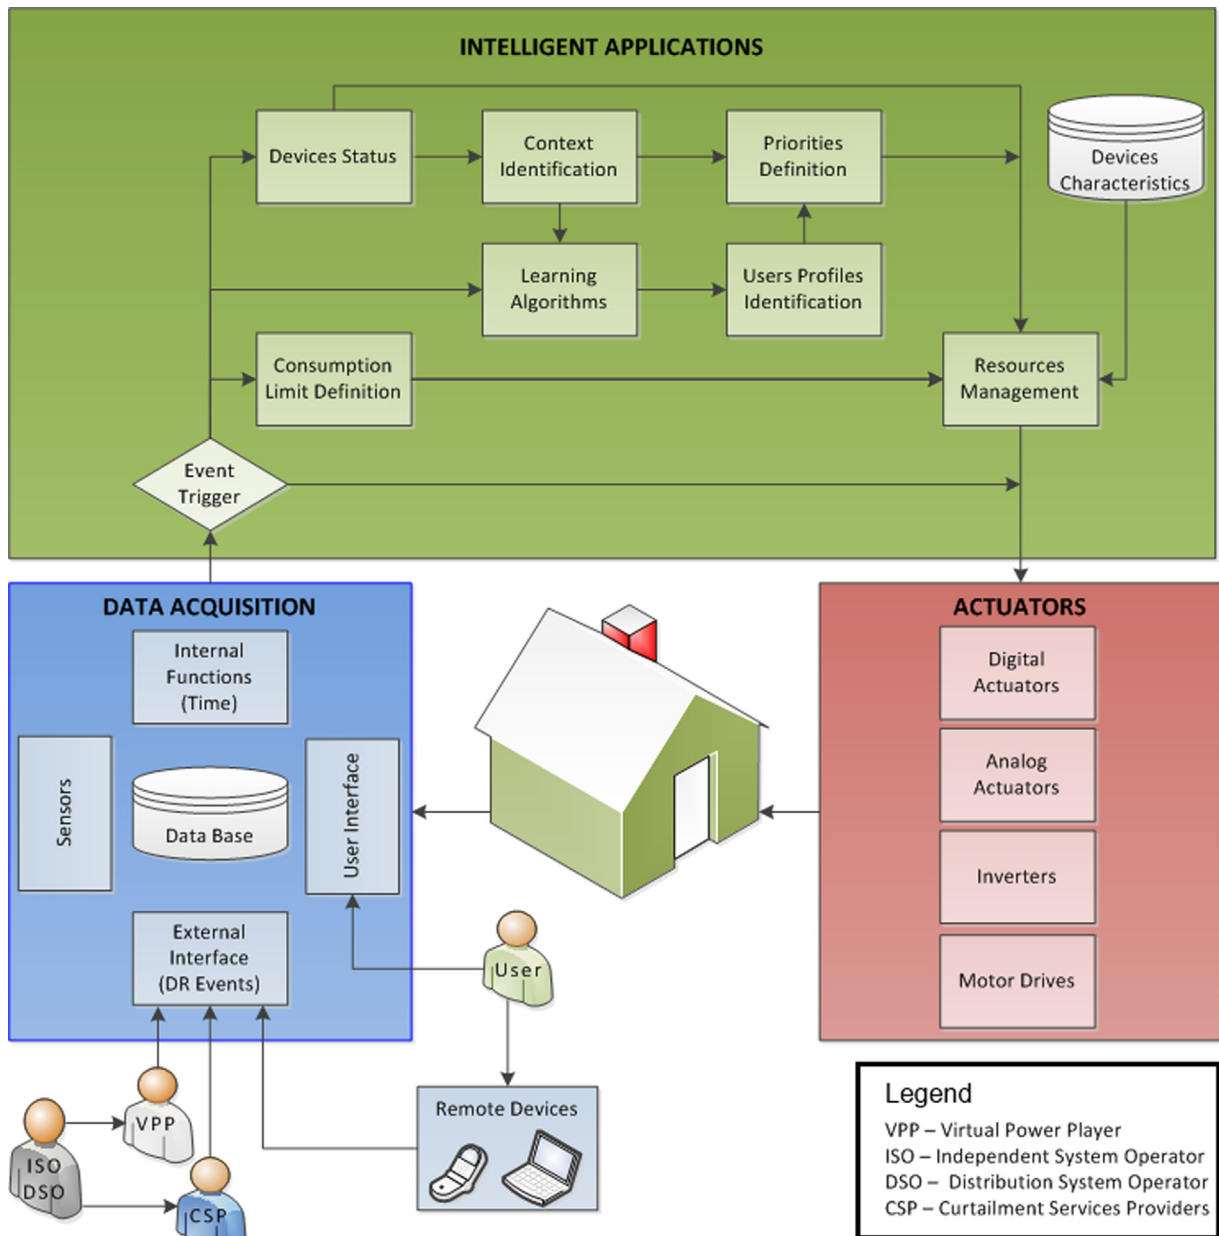 INTELLIGENT APPLICATIONS
Devices Status
Context
Identification
Priorities
Definition
Devices
Characteristics
Learning
Algorithms
Users Profiles
Identification
Consumption
Limit Definition
Resources
Management
Event
Trigger
DATA ACQUISITION
Internal
Functions
(Time)
Sensors
Data Base
User Interface
External
Interface
(DR Events)
ACTUATORS
Digital
Actuators
Analog
Actuators
Inverters
Motor Drives
User
Remote Devices
VPP
ISO
DSO
CSP
Legend
VPP – Virtual Power Player
ISO – Independent System Operator
DSO – Distribution System Operator
CSP – Curtailment Services Providers